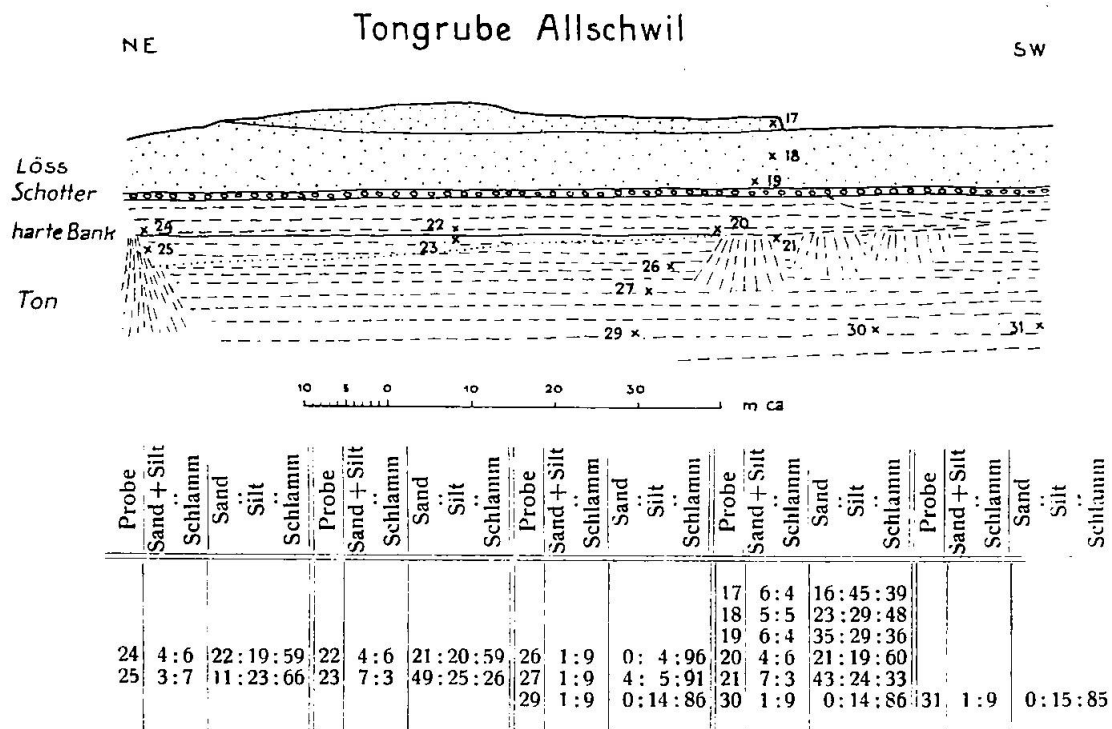 Tongrube Allschwil
NE
SW
17
18
Löss
19
Schotter
harte Bank
24
22
20
25
23
21
26
Ton
27
29
30
31
10 5 0 10 20 30 m ca
Probe Sand + Silt : Schlamm Sand : Silt : Schlamm Probe Sand + Silt : Schlamm Sand : Silt : Schlamm Probe Sand + Silt : Schlamm Sand : Silt : Schlamm Probe Sand + Silt : Schlamm Sand : Silt : Schlamm Probe Sand + Silt : Schlamm Sand : Silt : Schlamm
17 6:4 16:45:39
18 5:5 23:29:48
19 6:4 35:29:36
24 4:6 22:19:59 22 4:6 21:20:59 26 1:9 0: 4:96 20 4:6 21:19:60
25 3:7 11:23:66 23 7:3 49:25:26 27 1:9 4: 5:91 21 7:3 43:24:33
29 1:9 0:14:86 30 1:9 0:14:86 31 1:9 0:15:85